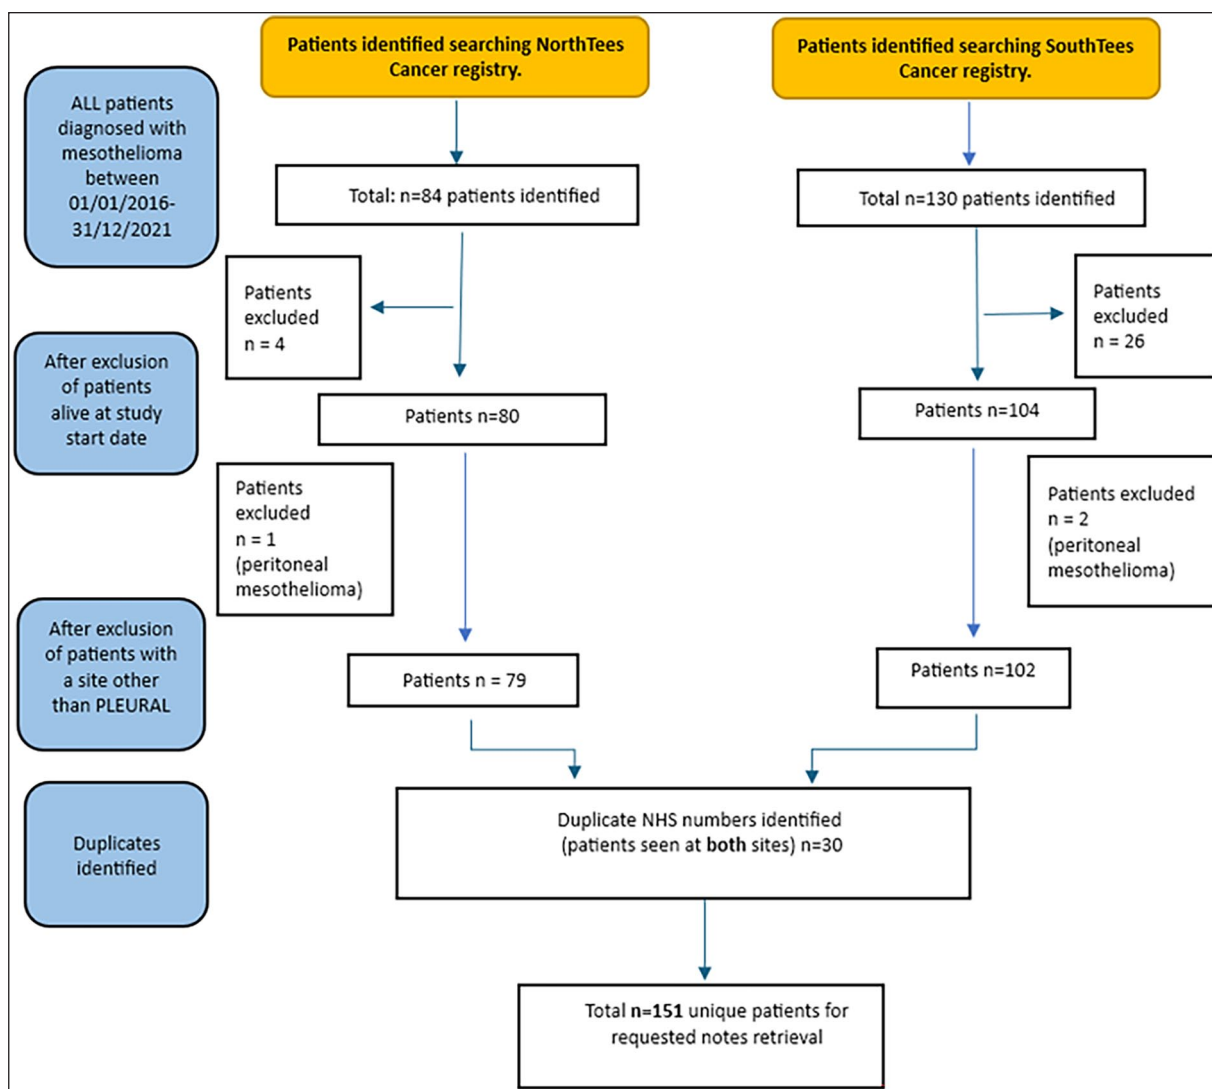 Patients identified searching NorthTees
Cancer registry.
Patients identified searching SouthTees
Cancer registry.
ALL patients
diagnosed with
mesothelioma
between
01/01/2016-
31/12/2021
Total: n=84 patients identified
Total n=130 patients identified
Patients
excluded
n = 4
Patients
excluded
n = 26
After exclusion
of patients
alive at study
start date
Patients n=80
Patients n=104
Patients
excluded
n = 1
(peritoneal
mesothelioma)
Patients excluded
n = 2
(peritoneal
mesothelioma)
After exclusion
of patients with
a site other
than PLEURAL
Patients n = 79
Patients n=102
Duplicates
identified
Duplicate NHS numbers identified
(patients seen at both sites) n=30
Total n=151 unique patients for
requested notes retrieval